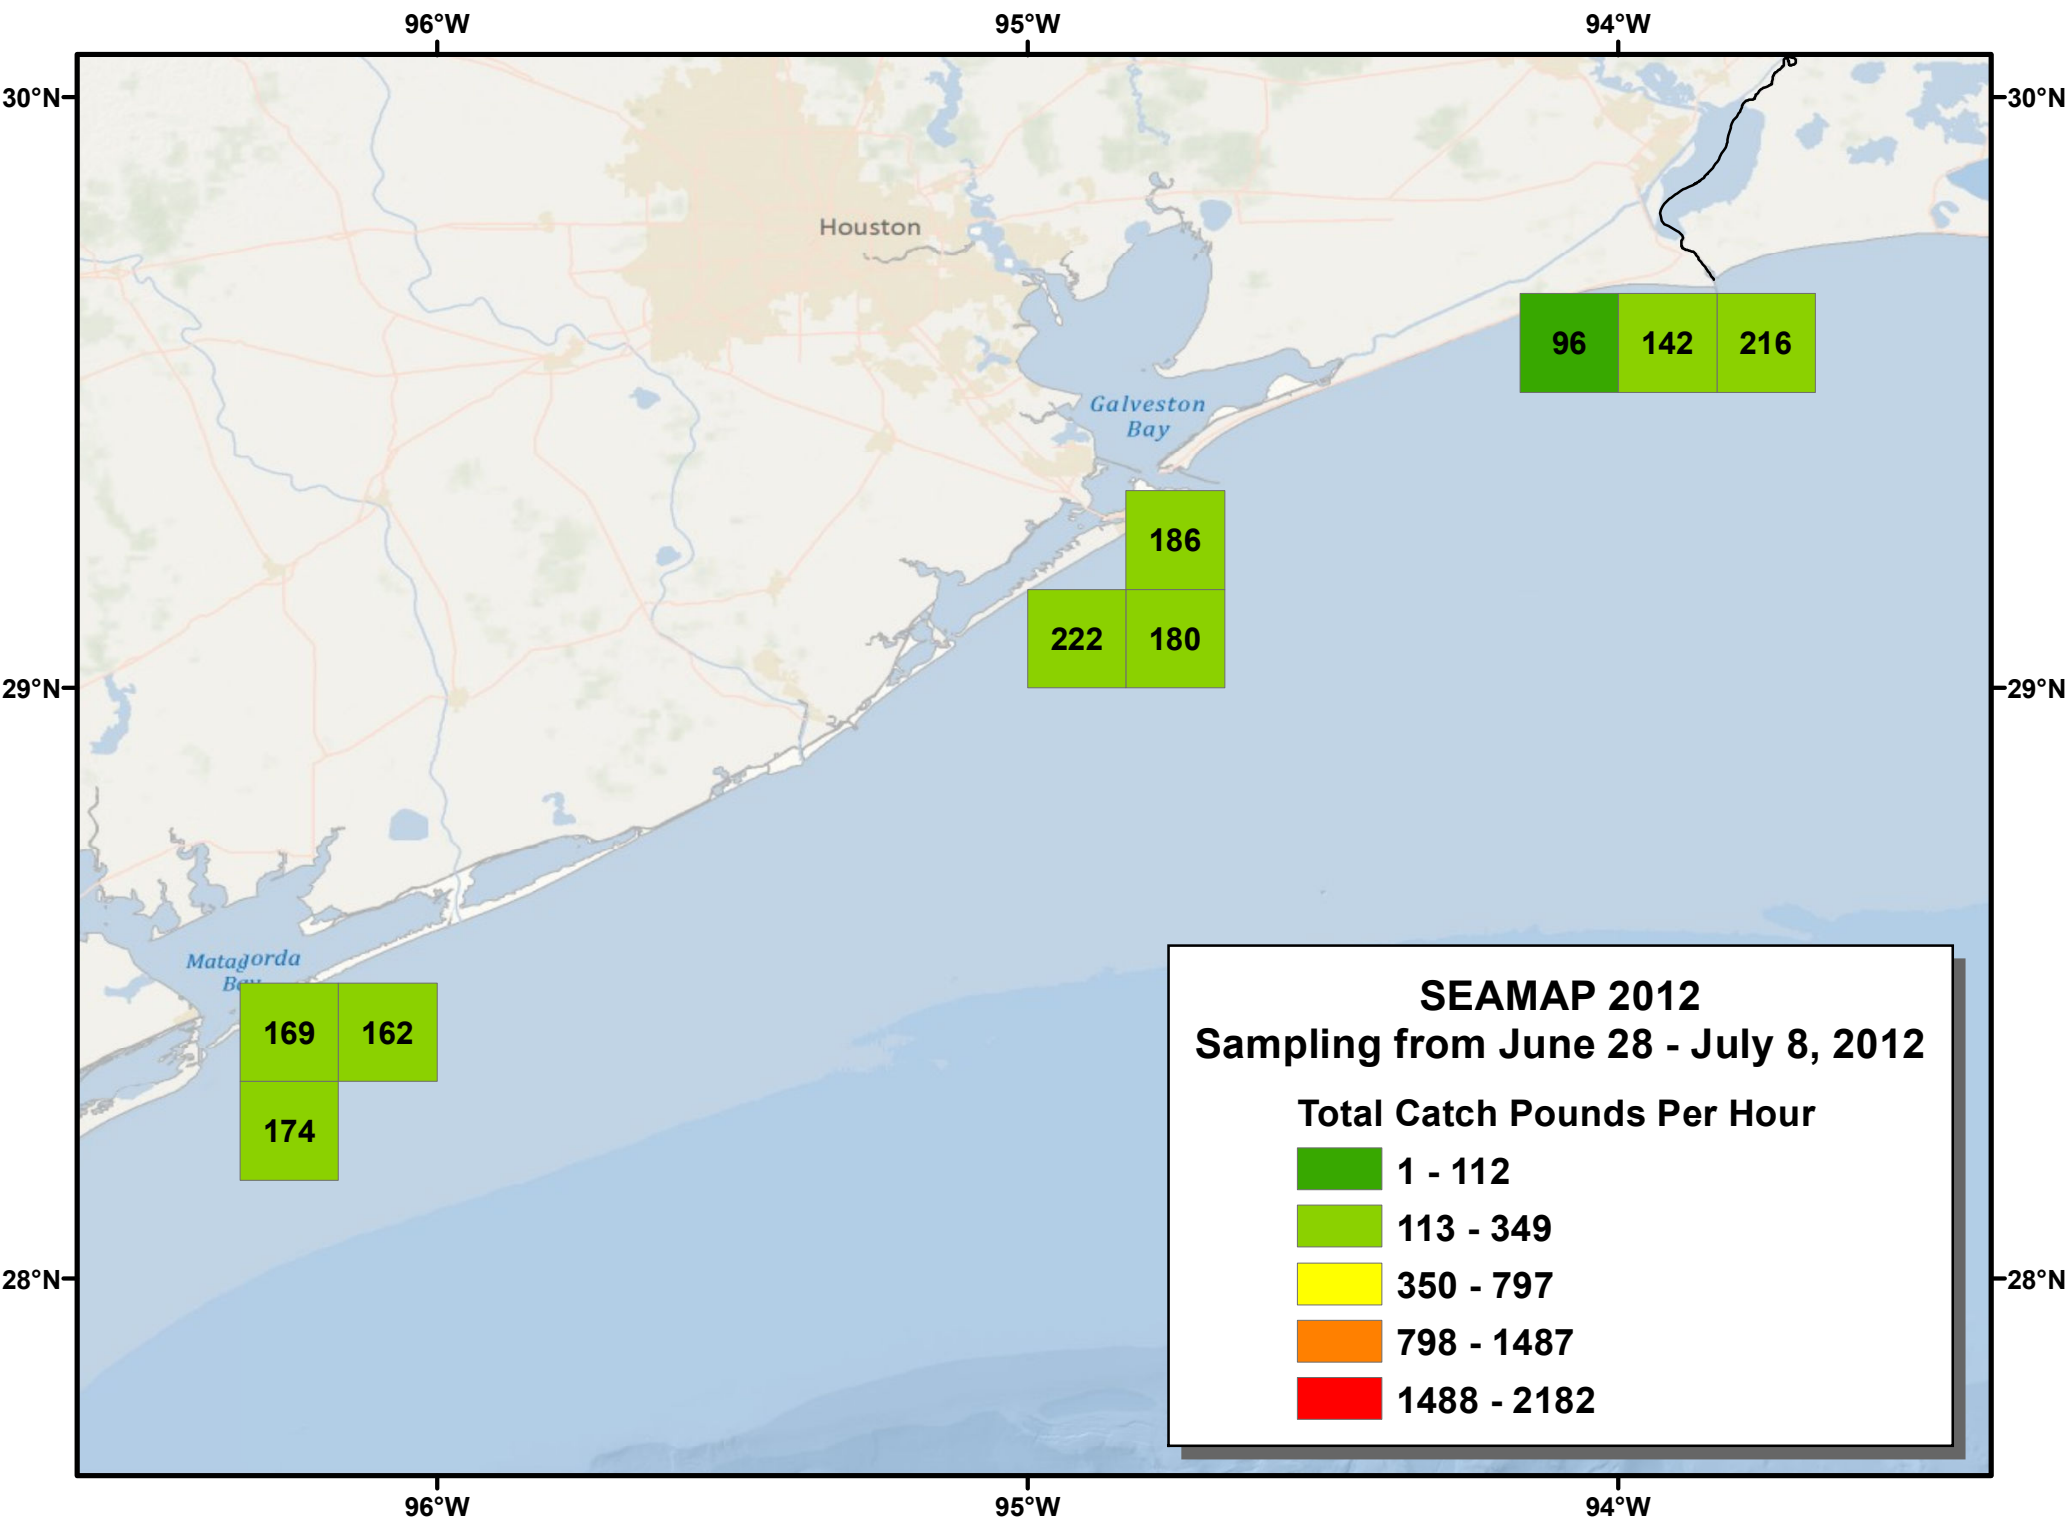 96°W 95°W 94°W
30°N 30°N
Houston
96 142 216
Galveston
Bay
186
222 180
29°N 29°N
Matagorda
Bay
169 162
174
SEAMAP 2012
Sampling from June 28 - July 8, 2012
Total Catch Pounds Per Hour
1 - 112
113 - 349
350 - 797
798 - 1487
1488 - 2182
28°N 28°N
96°W 95°W 94°W